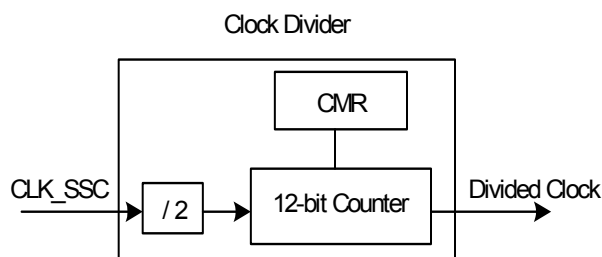 Clock Divider
CMR
CLK_SSC
/ 2
12-bit Counter
Divided Clock